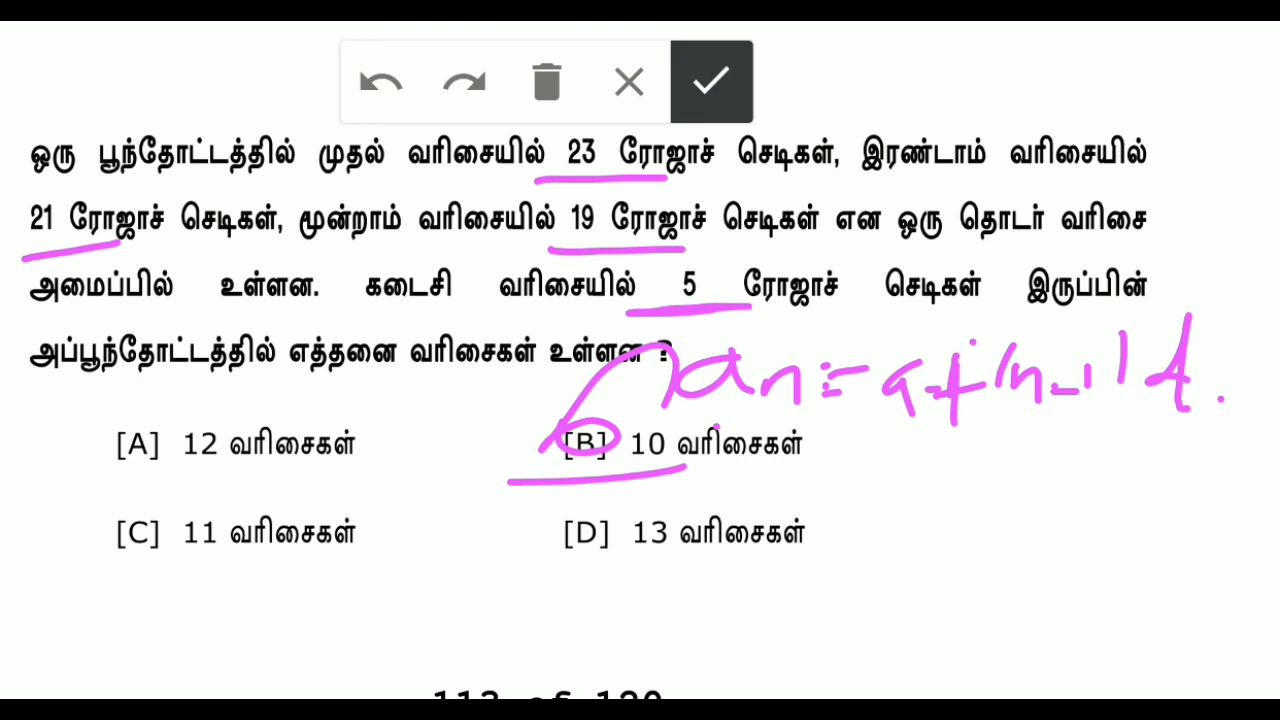 ஒரு பூந்தோட்டத்தில் முதல் வரிசையில் 23 ரோஜாச் செடிகள், இரண்டாம் வரிசையில்
21 ரோஜாச் செடிகள், மூன்றாம் வரிசையில் 19 ரோஜாச் செடிகள் என ஒரு தொடர் வரிசை
அமைப்பில் உள்ளன. கடைசி வரிசையில் 5 ரோஜாச் செடிகள் இருப்பின்
அப்பூந்தோட்டத்தில் எத்தனை வரிசைகள் உள்ளன ?
an = a + (n-1) d.
[A] 12 வரிசைகள் [B] 10 வரிசைகள்
[C] 11 வரிசைகள் [D] 13 வரிசைகள்